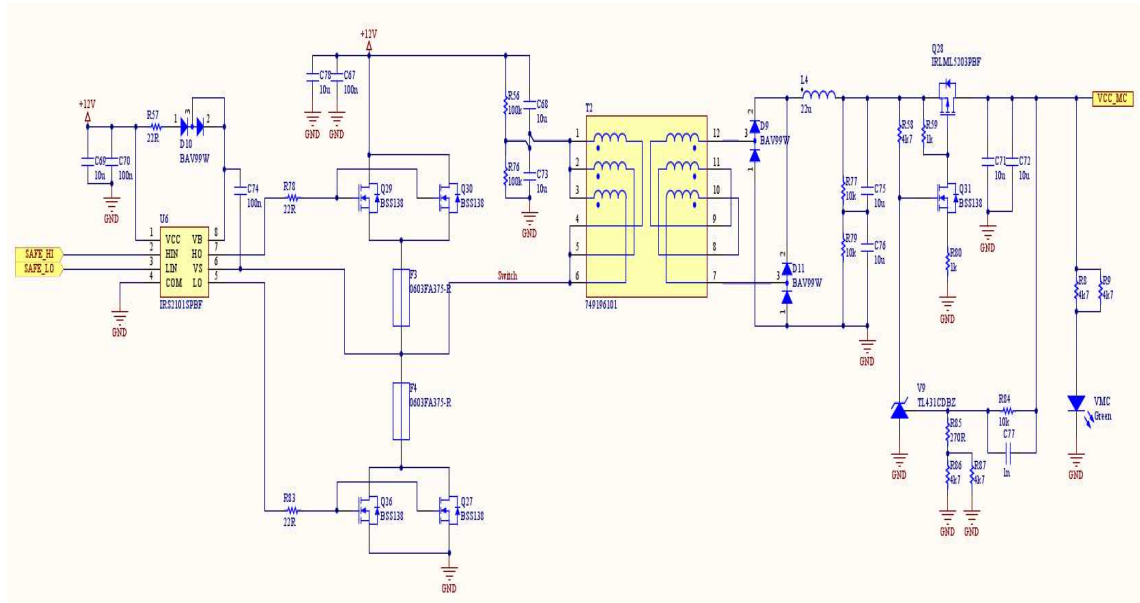 +12V
+12V
C69
10u
C70
100n
R57
22R
1
3
2
D10
BAV99W
C74
100n
U6
1
VCC
VB
8
2
HIN
HO
7
3
LIN
VS
6
4
COM
LO
5
IRS2101SPBF
SAFE_HI
SAFE_LO
GND
GND
C78
10u
C67
100n
GND
GND
R78
22R
Q29
BSS138
Q30
BSS138
F3
0603FA375-R
F4
0603FA375-R
R83
22R
Q26
BSS138
Q27
BSS138
GND
Switch
R56
100k
C68
10u
R76
100k
C73
10u
GND
T2
1
2
3
4
5
6
12
11
10
9
8
7
749196101
2
D9
3
BAV99W
1
2
D11
3
BAV99W
1
L4
22u
R77
10k
C75
10u
R79
10k
C76
10u
GND
Q28
IRLML5203PBF
R58
4k7
R59
1k
Q31
BSS138
R80
1k
GND
C71
10u
C72
10u
GND
VCC_MC
R8
4k7
R9
4k7
VMC
Green
GND
V9
TL431CDBZ
GND
R84
10k
C77
1n
R85
270R
R86
4k7
R87
4k7
GND
GND